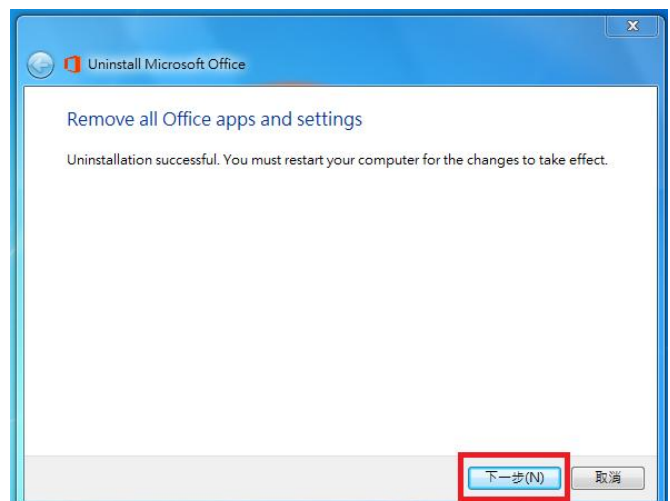 x
Uninstall Microsoft Office
Remove all Office apps and settings
Uninstallation successful. You must restart your computer for the changes to take effect.
下一步(N) 取消